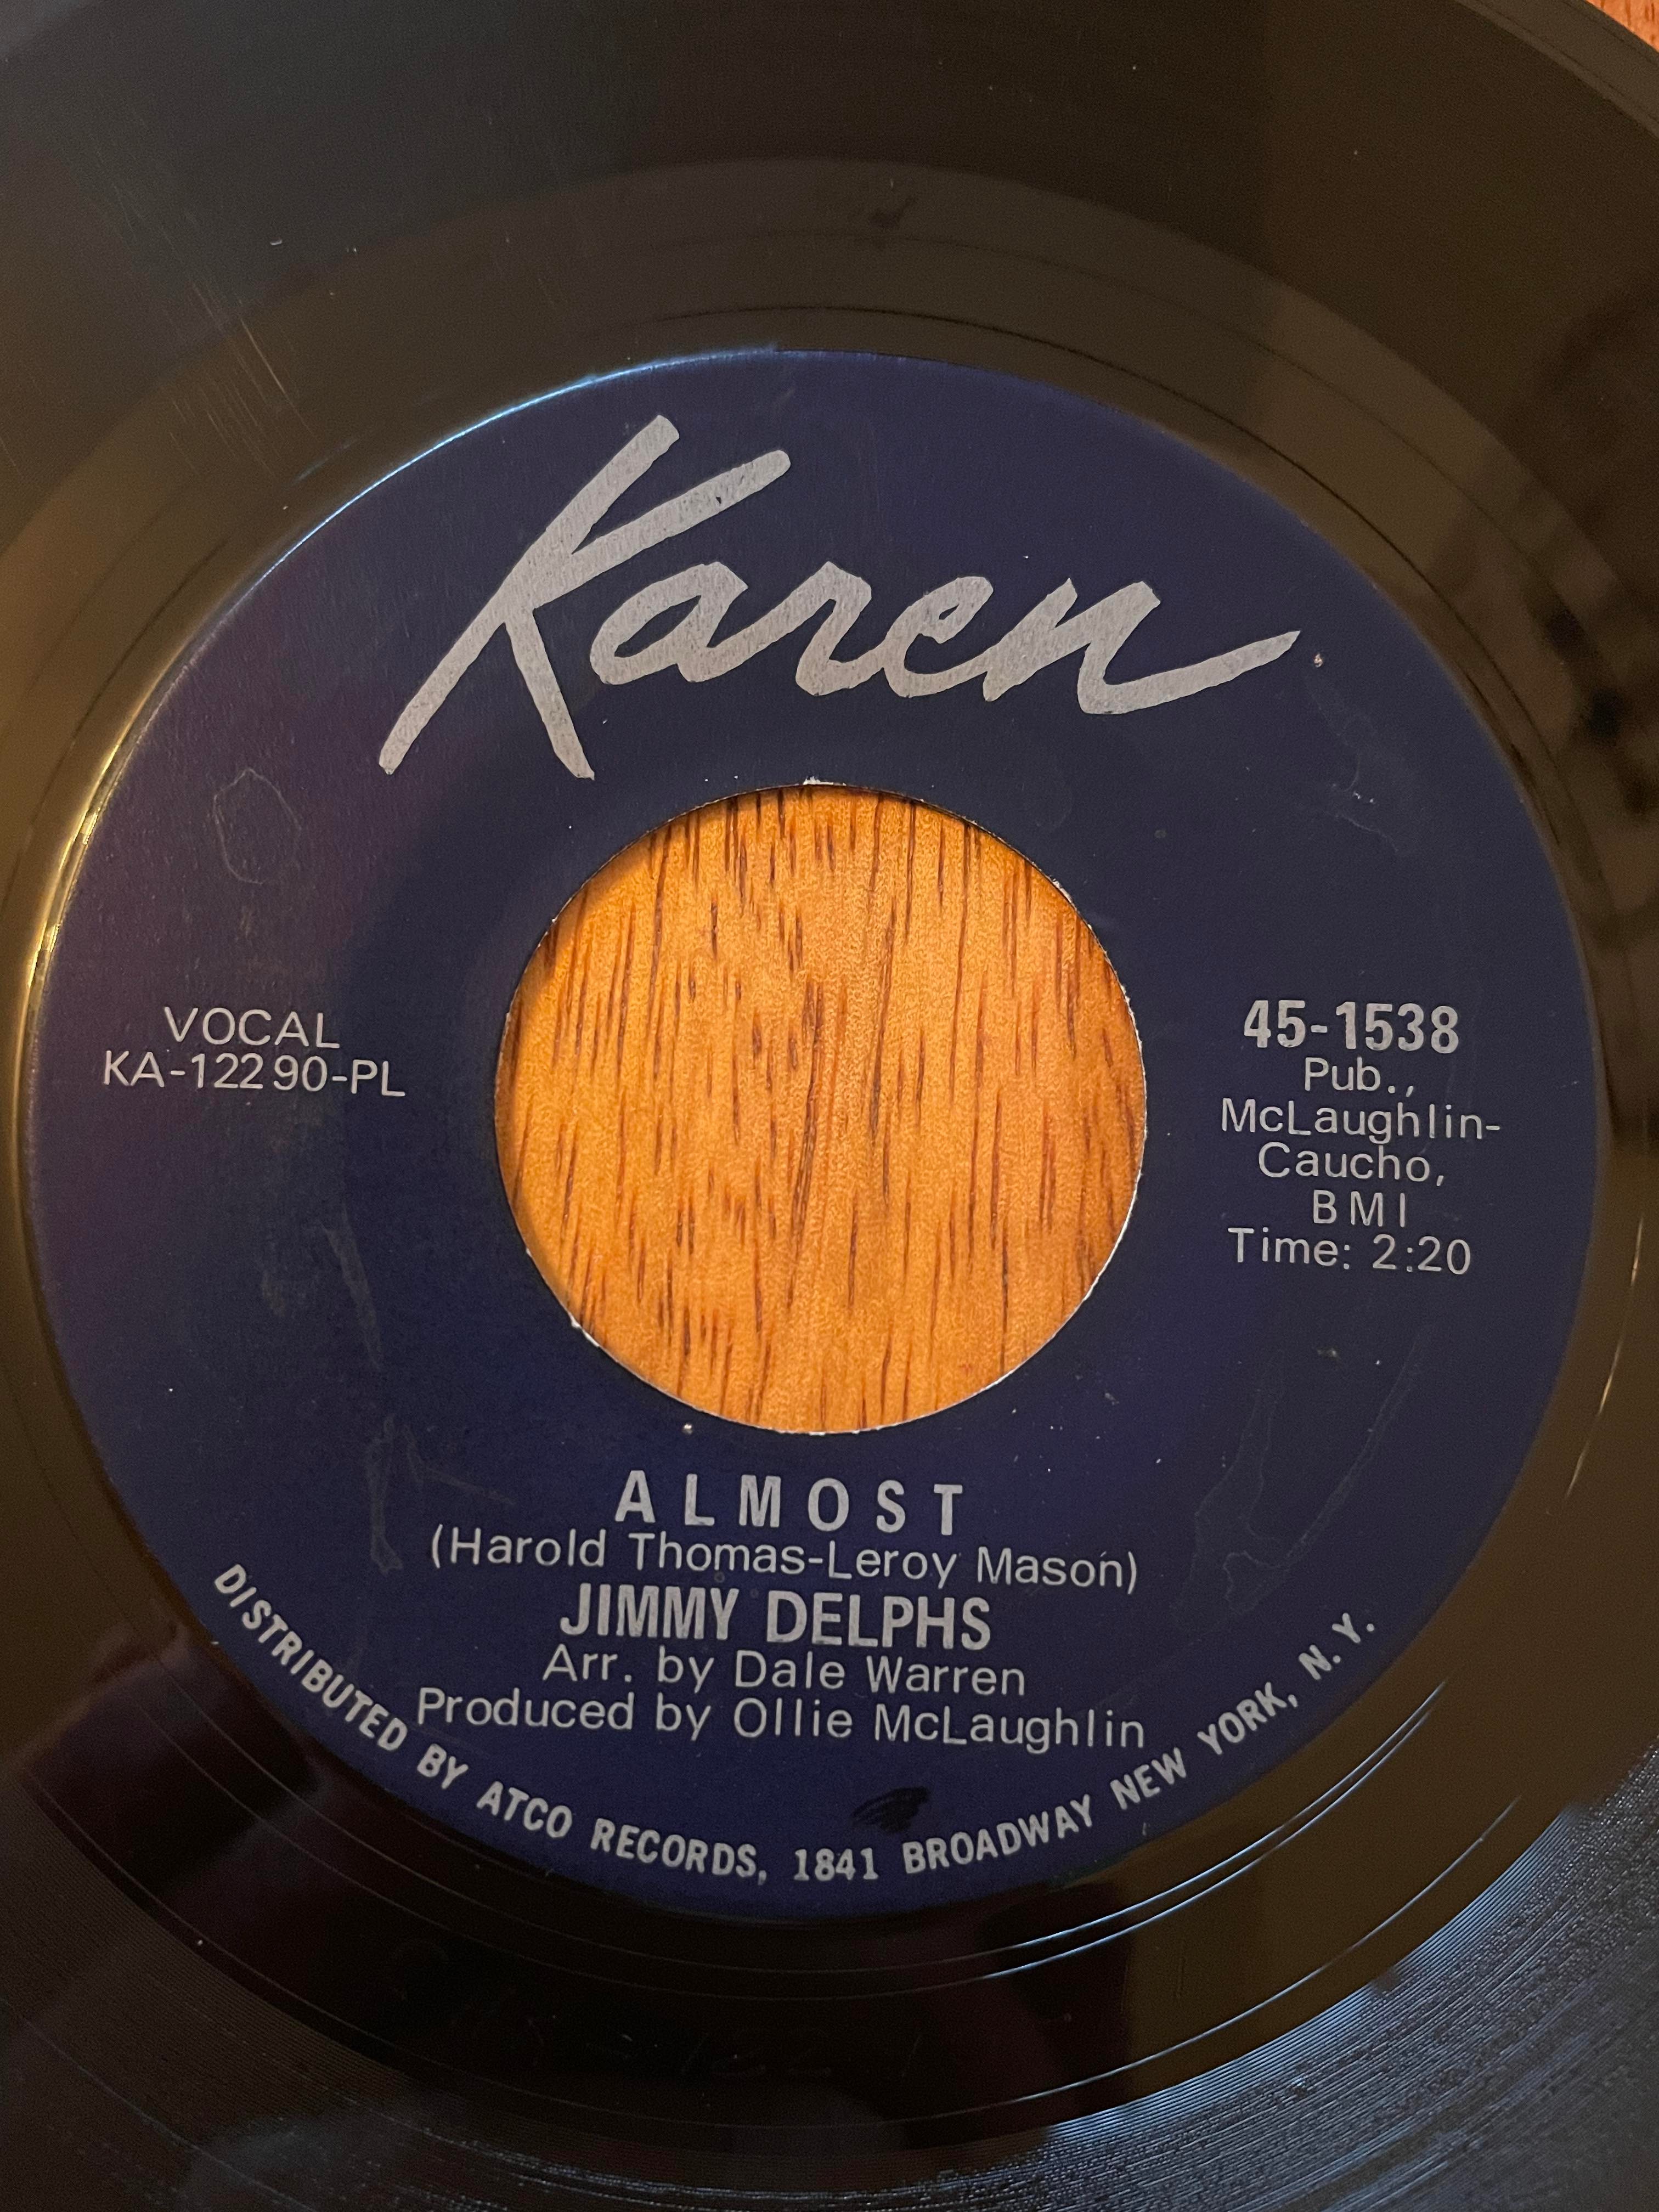 Karen
VOCAL
KA-12290-PL
45-1538
Pub.,
McLaughlin-
Caucho,
BMI
Time: 2:20
ALMOST
(Harold Thomas-Leroy Mason)
JIMMY DELPHS
Arr. by Dale Warren
Produced by Ollie McLaughlin
DISTRIBUTED BY ATCO RECORDS, 1841 BROADWAY NEW YORK, N.Y.